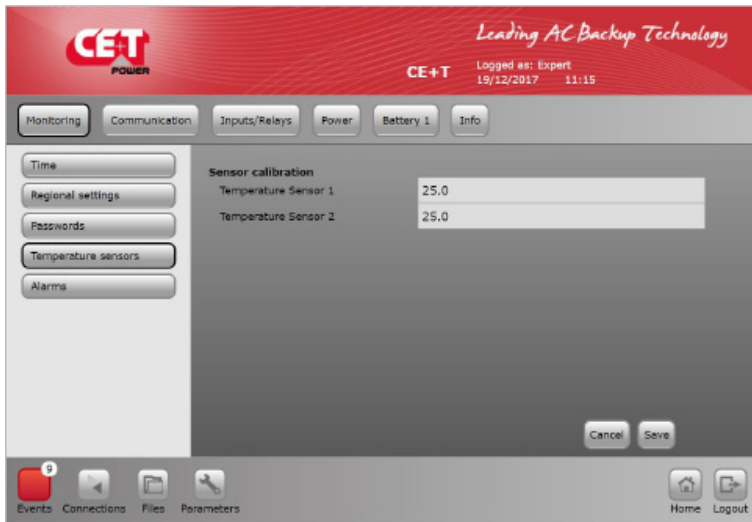 CE+T
POWER
Leading AC Backup Technology
CE+T
Logged as: Expert
19/12/2017 11:15
Monitoring
Communication
Inputs/Relays
Power
Battery 1
Info
Time
Regional settings
Passwords
Temperature sensors
Alarms
Sensor calibration
Temperature Sensor 1 25.0
Temperature Sensor 2 25.0
Cancel
Save
9
Events
Connections
Files
Parameters
Home
Logout